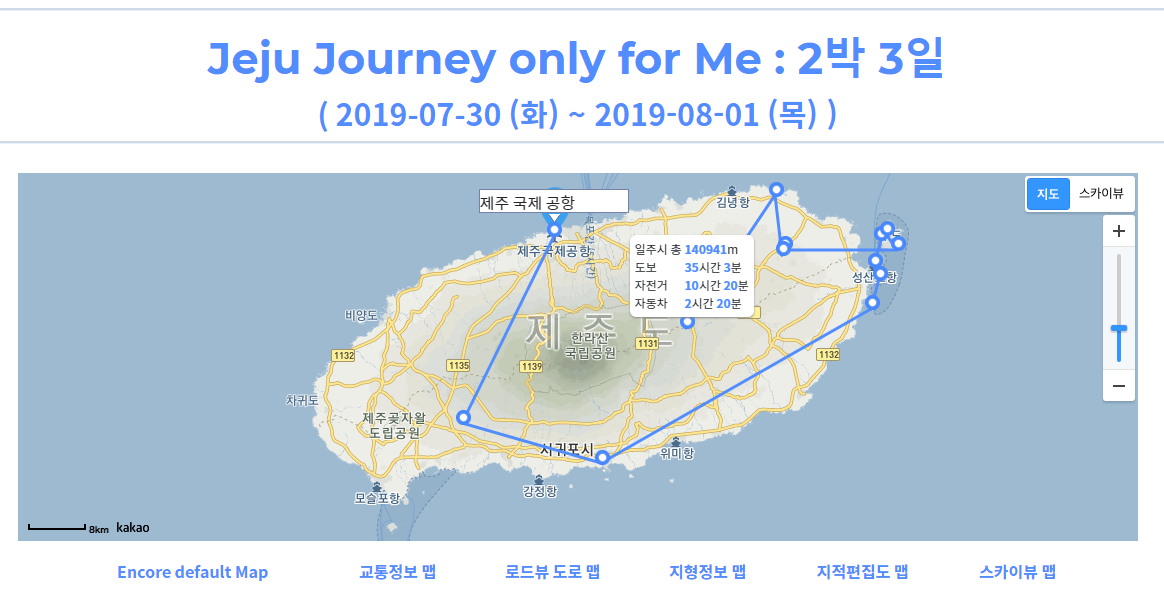 Jeju Journey only for Me : 2박 3일
( 2019-07-30 (화) ~ 2019-08-01 (목) )
지도 스카이뷰
제주 국제 공항
김녕항
제주국제공항
일주시 총 140941m
도보 35시간 3분
자전거 10시간 20분
자동차 2시간 20분
+
비양도
제 주 도
한라산
국립공원
1131
1132
1135
1139
1132
차귀도
제주곶자왈
도립공원
서귀포시
위미항
강정항
모슬포항
−
8km kakao
Encore default Map 교통정보 맵 로드뷰 도로 맵 지형정보 맵 지적편집도 맵 스카이뷰 맵